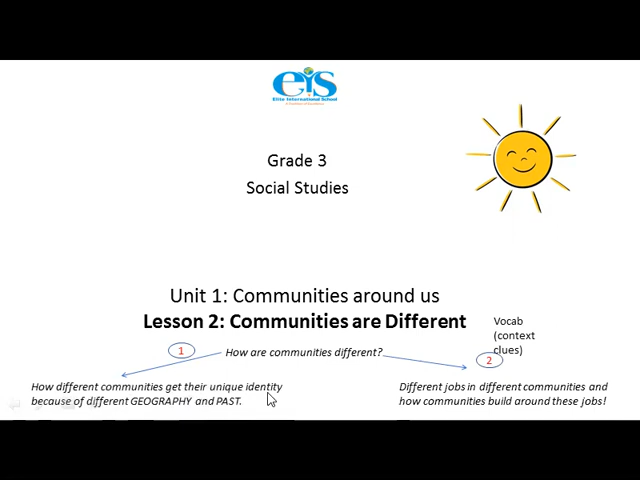 eis
Elite International School
Grade 3
Social Studies
Unit 1: Communities around us
Lesson 2: Communities are Different
Vocab
(context
clues)
How are communities different?
1
2
How different communities get their unique identity
because of different GEOGRAPHY and PAST.
Different jobs in different communities and
how communities build around these jobs!